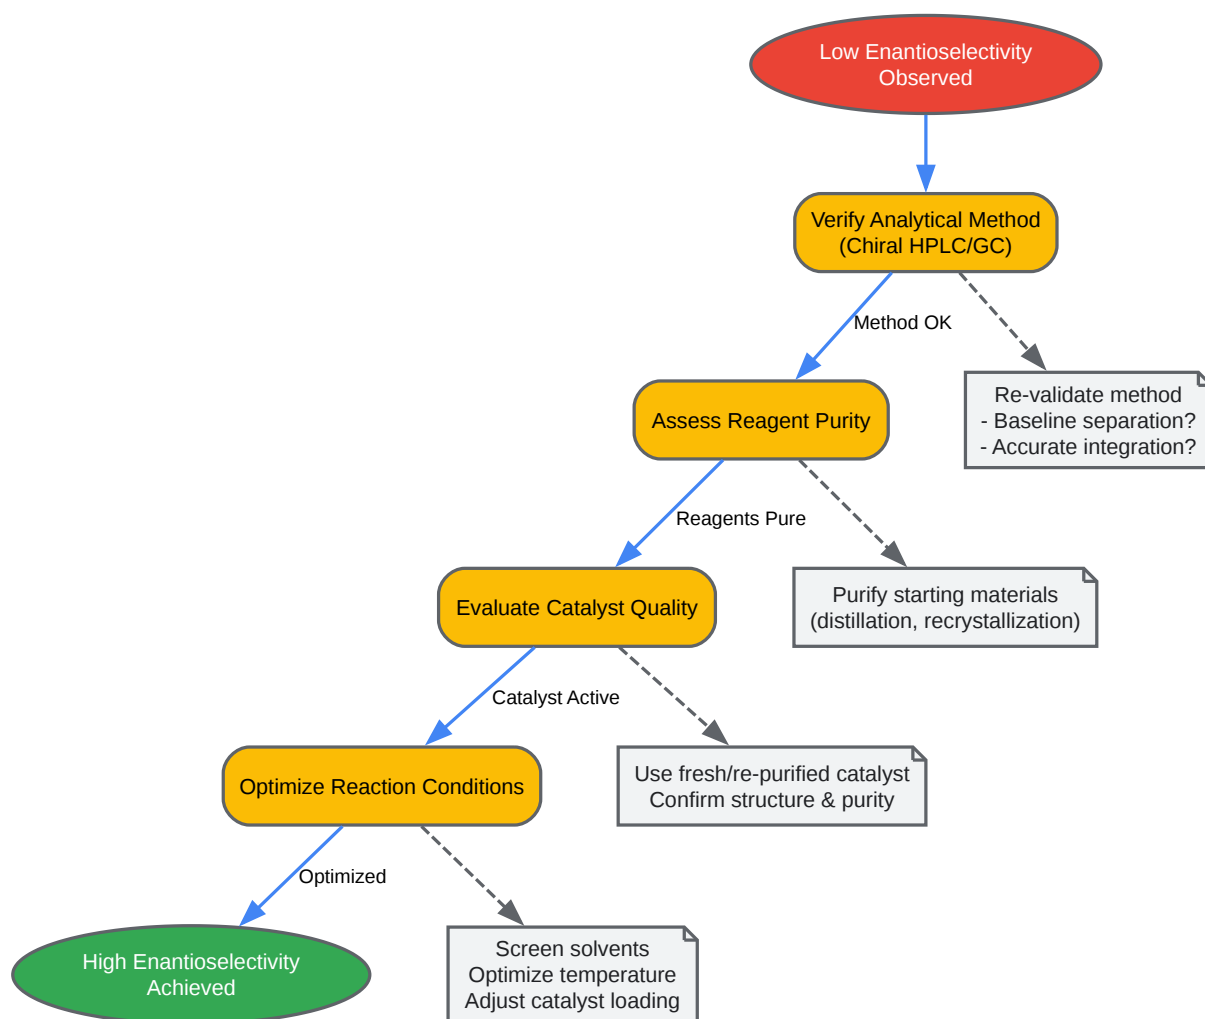 Low Enantioselectivity
Observed
Verify Analytical Method
(Chiral HPLC/GC)
Method OK
Re-validate method
- Baseline separation?
- Accurate integration?
Assess Reagent Purity
Reagents Pure
Purify starting materials
(distillation, recrystallization)
Evaluate Catalyst Quality
Catalyst Active
Use fresh/re-purified catalyst
Confirm structure & purity
Optimize Reaction Conditions
Optimized
Screen solvents
Optimize temperature
Adjust catalyst loading
High Enantioselectivity
Achieved